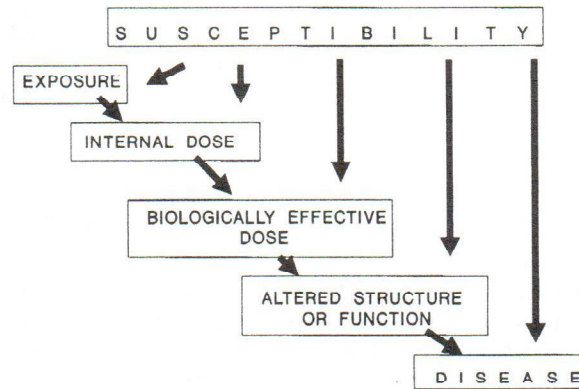 S U S C E P T I B I L I T Y
EXPOSURE
INTERNAL DOSE
BIOLOGICALLY EFFECTIVE
DOSE
ALTERED STRUCTURE
OR FUNCTION
D I S E A S E